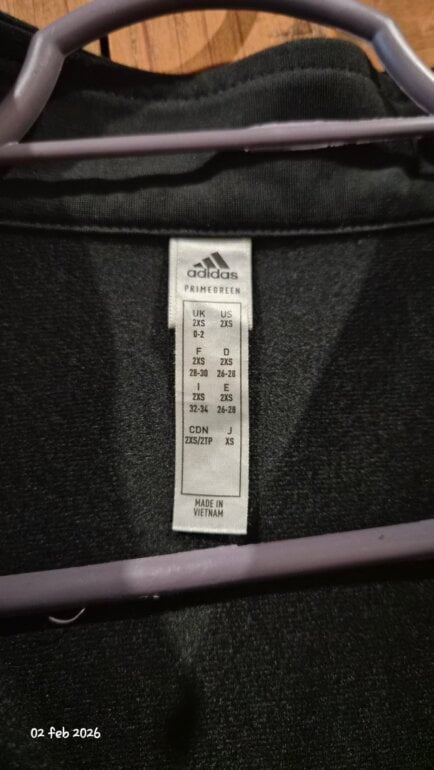 adidas
PRIMEGREEN
UK US
2XS 2XS
0-2
F D
2XS 2XS
28-30 26-28
I E
2XS 2XS
32-34 26-28
CDN J
2XS/2TP XS
MADE IN
VIETNAM
02 feb 2026